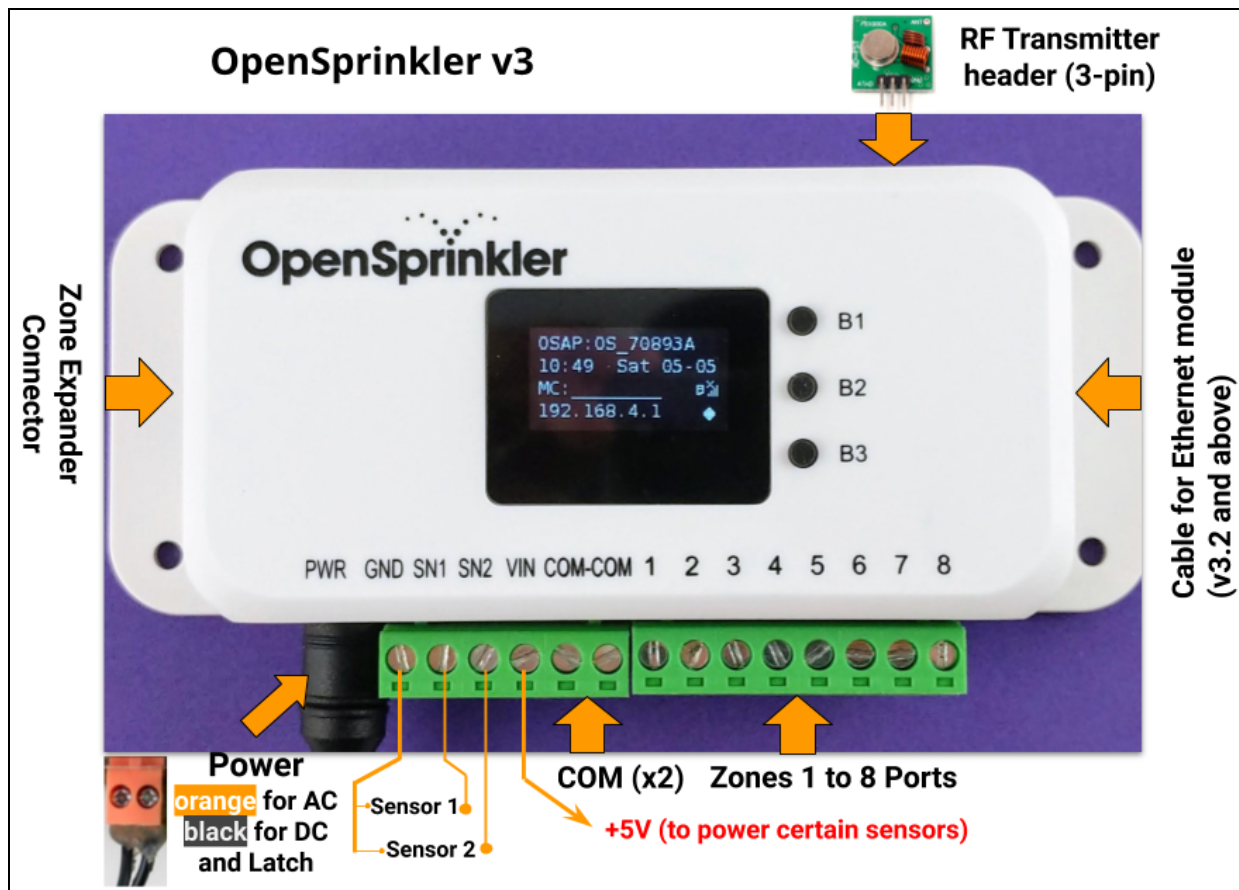 OpenSprinkler v3
RF Transmitter
header (3-pin)
OpenSprinkler
OSAP:OS_70893A
10:49 Sat 05-05
MC:________
192.168.4.1
B1
B2
B3
Zone Expander
Connector
Cable for Ethernet module
(v3.2 and above)
PWR GND SN1 SN2 VIN COM-COM 1 2 3 4 5 6 7 8
Power
orange for AC
black for DC
and Latch
Sensor 1
Sensor 2
COM (x2)
Zones 1 to 8 Ports
+5V (to power certain sensors)